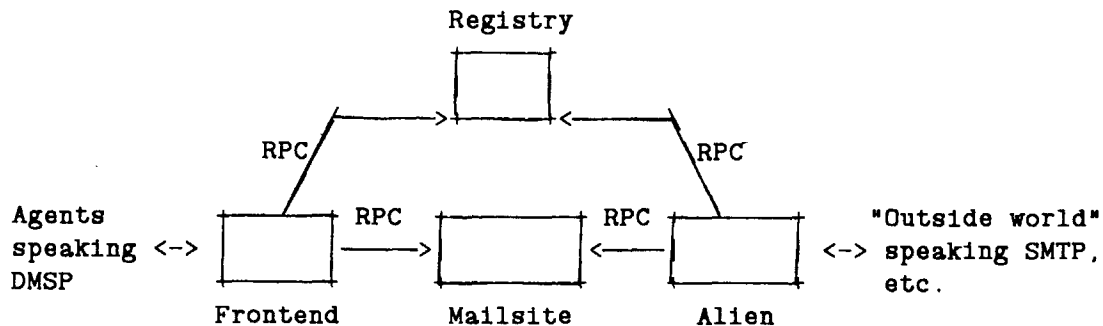 Registry
RPC
RPC
Agents
speaking <->
DMSP
RPC
RPC
<-> "Outside world"
speaking SMTP,
etc.
Frontend
Mailsite
Alien